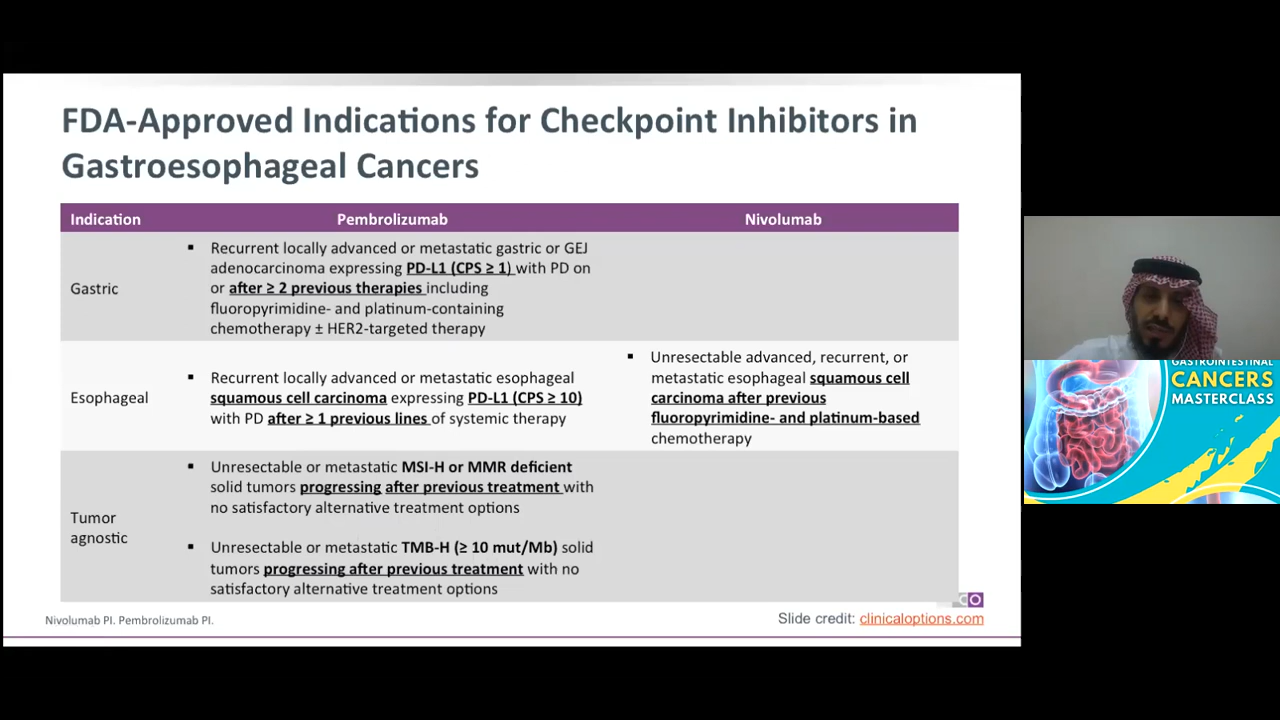 FDA-Approved Indications for Checkpoint Inhibitors in
Gastroesophageal Cancers
Indication
Pembrolizumab
Nivolumab
Gastric
▪ Recurrent locally advanced or metastatic gastric or GEJ
adenocarcinoma expressing PD-L1 (CPS ≥ 1) with PD on
or after ≥ 2 previous therapies including
fluoropyrimidine- and platinum-containing
chemotherapy ± HER2-targeted therapy
Esophageal
▪ Recurrent locally advanced or metastatic esophageal
squamous cell carcinoma expressing PD-L1 (CPS ≥ 10)
with PD after ≥ 1 previous lines of systemic therapy
▪ Unresectable advanced, recurrent, or
metastatic esophageal squamous cell
carcinoma after previous
fluoropyrimidine- and platinum-based
chemotherapy
Tumor
agnostic
▪ Unresectable or metastatic MSI-H or MMR deficient
solid tumors progressing after previous treatment with
no satisfactory alternative treatment options
▪ Unresectable or metastatic TMB-H (≥ 10 mut/Mb) solid
tumors progressing after previous treatment with no
satisfactory alternative treatment options
Nivolumab PI. Pembrolizumab PI.
CO
Slide credit: clinicaloptions.com
GASTROINTESTINAL
CANCERS
MASTERCLASS